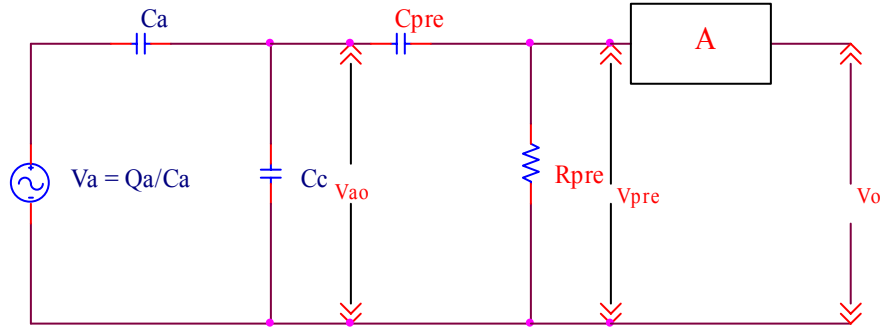 Ca
Cpre
A
Va = Qa/Ca
Cc
Vao
Rpre
Vpre
Vo